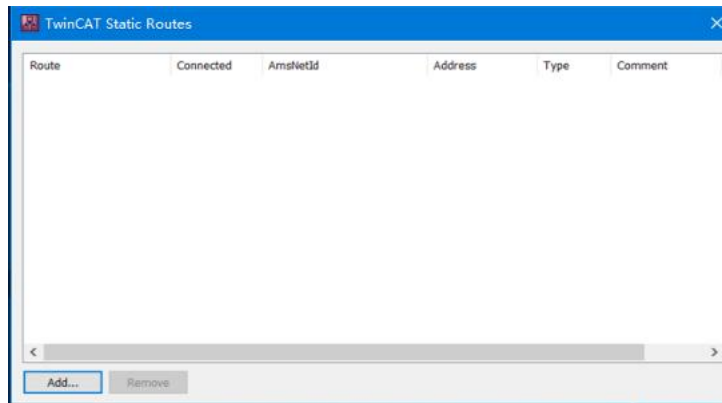 TwinCAT Static Routes
Route Connected AmsNetId Address Type Comment
Add... Remove